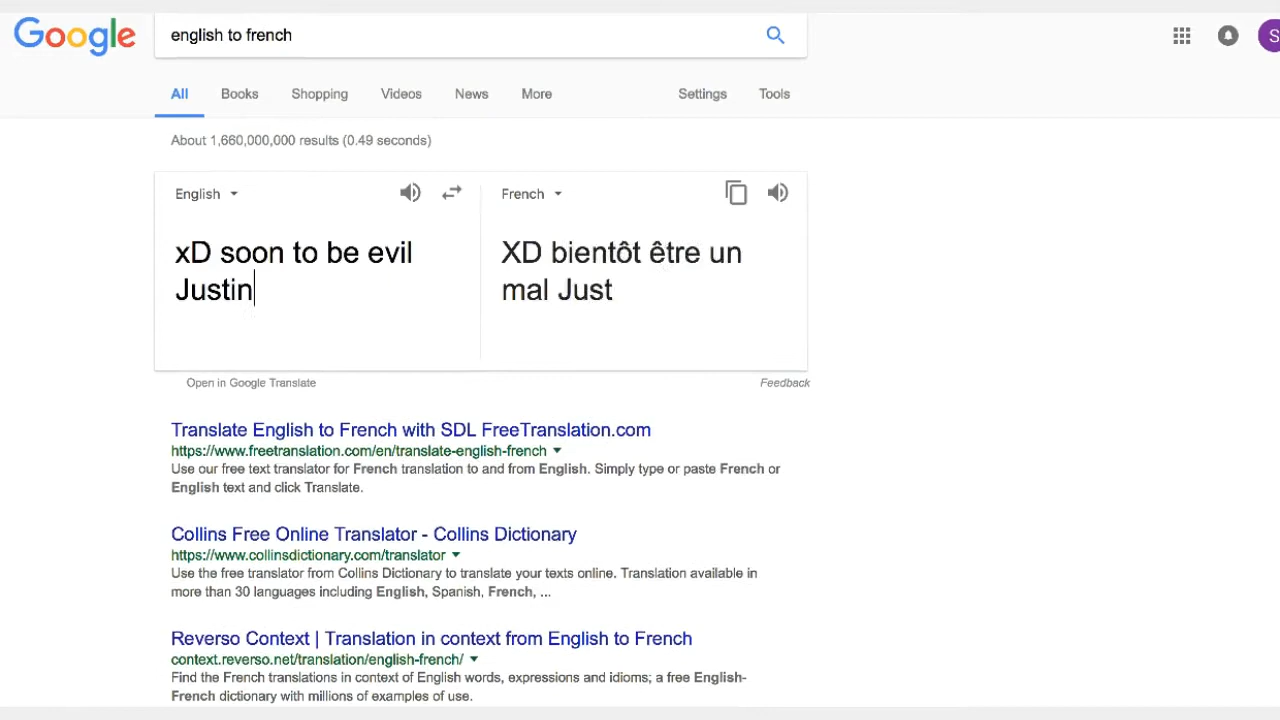 Google
english to french
S
All Books Shopping Videos News More Settings Tools
About 1,660,000,000 results (0.49 seconds)
English French
xD soon to be evil
Justin
XD bientôt être un
mal Just
Open in Google Translate
Feedback
Translate English to French with SDL FreeTranslation.com
https://www.freetranslation.com/en/translate-english-french
Use our free text translator for French translation to and from English. Simply type or paste French or
English text and click Translate.
Collins Free Online Translator - Collins Dictionary
https://www.collinsdictionary.com/translator
Use the free translator from Collins Dictionary to translate your texts online. Translation available in
more than 30 languages including English, Spanish, French, ...
Reverso Context | Translation in context from English to French
context.reverso.net/translation/english-french/
Find the French translations in context of English words, expressions and idioms; a free English-
French dictionary with millions of examples of use.